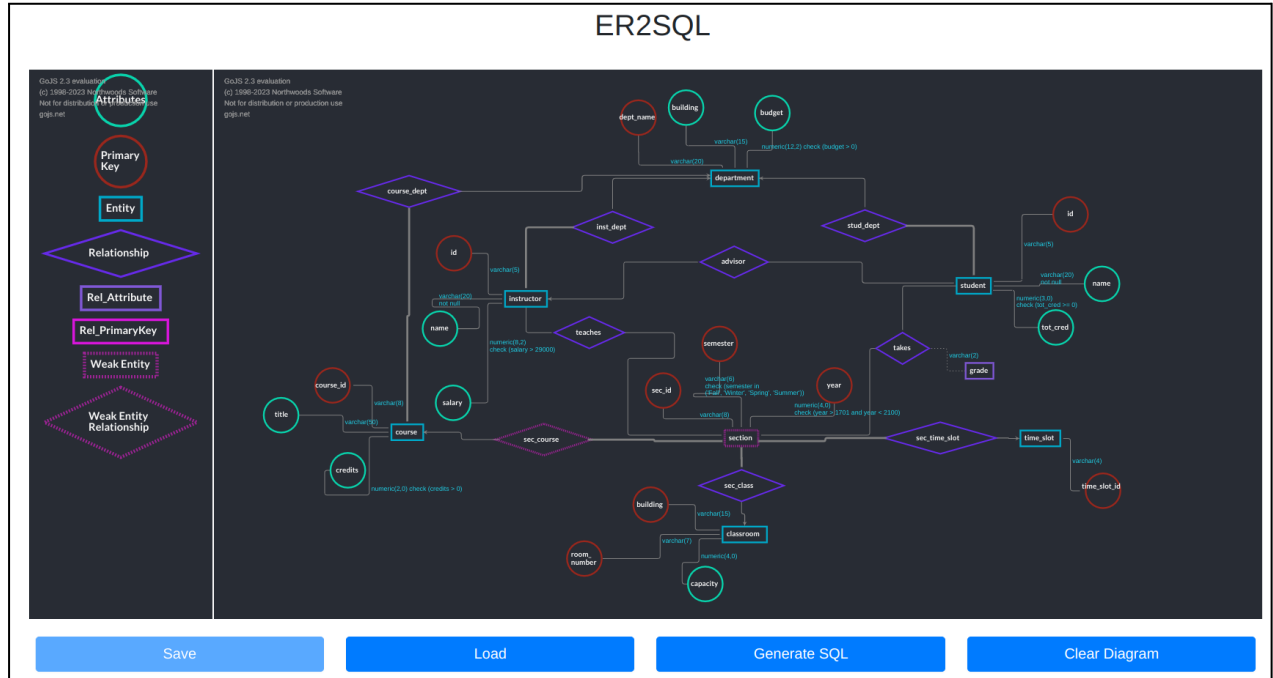 ER2SQL
GoJS 2.3 evaluation
(c) 1998-2023 Northwoods Software
Not for distribution or production use
gojs.net
Attributes
Primary
Key
Entity
Relationship
Rel_Attribute
Rel_PrimaryKey
Weak Entity
Weak Entity
Relationship
GoJS 2.3 evaluation
(c) 1998-2023 Northwoods Software
Not for distribution or production use
gojs.net
dept_name
building
budget
varchar(15)
numeric(12,2) check (budget > 0)
varchar(20)
department
course_dept
inst_dept
stud_dept
id
varchar(5)
id
varchar(5)
advisor
varchar(20)
not null
name
student
numeric(3,0)
check (tot_cred >= 0)
tot_cred
instructor
varchar(20)
not null
name
numeric(8,2)
check (salary > 29000)
salary
teaches
semester
varchar(6)
check (semester in
('Fall', 'Winter', 'Spring', 'Summer'))
takes
varchar(2)
grade
sec_id
varchar(8)
year
numeric(4,0)
check (year > 1701 and year < 2100)
course_id
varchar(8)
title
varchar(50)
course
credits
numeric(2,0) check (credits > 0)
sec_course
section
sec_time_slot
time_slot
varchar(4)
time_slot_id
sec_class
building
varchar(15)
classroom
room_
number
varchar(7)
numeric(4,0)
capacity
Save
Load
Generate SQL
Clear Diagram